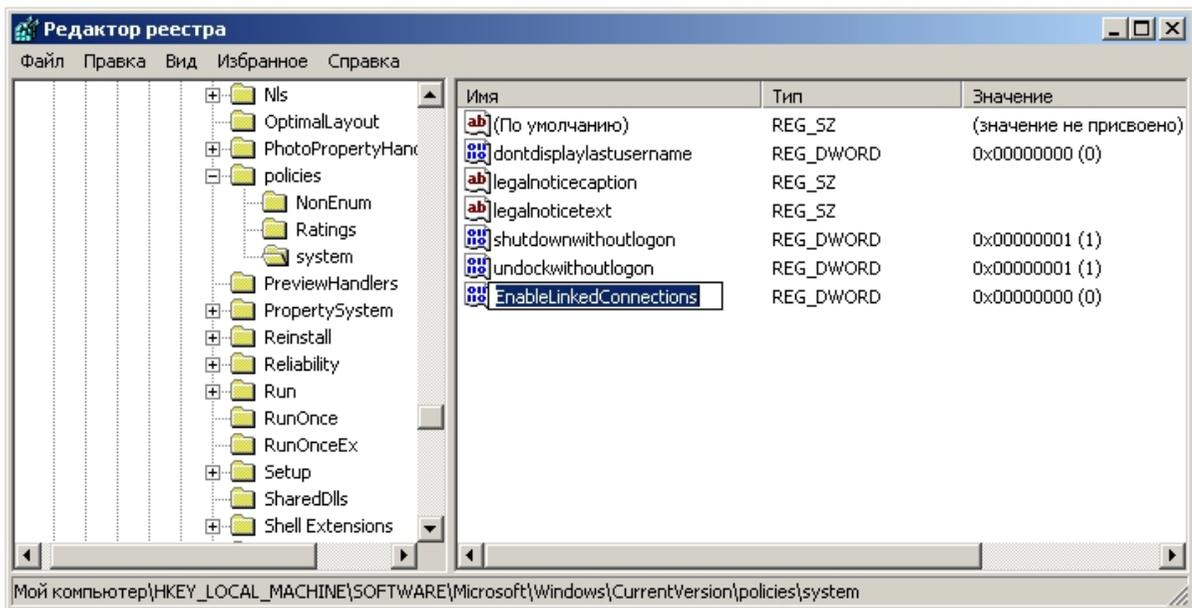 Редактор реестра
Файл Правка Вид Избранное Справка
Nls
OptimalLayout
PhotoPropertyHan
policies
NonEnum
Ratings
system
PreviewHandlers
PropertySystem
Reinstall
Reliability
Run
RunOnce
RunOnceEx
Setup
SharedDlls
Shell Extensions
Имя Тип Значение
(По умолчанию) REG_SZ (значение не присвоено)
dontdisplaylastusername REG_DWORD 0x00000000 (0)
legalnoticecaption REG_SZ
legalnoticetext REG_SZ
shutdownwithoutlogon REG_DWORD 0x00000001 (1)
undockwithoutlogon REG_DWORD 0x00000001 (1)
EnableLinkedConnections REG_DWORD 0x00000000 (0)
Мой компьютер\HKEY_LOCAL_MACHINE\SOFTWARE\Microsoft\Windows\CurrentVersion\policies\system